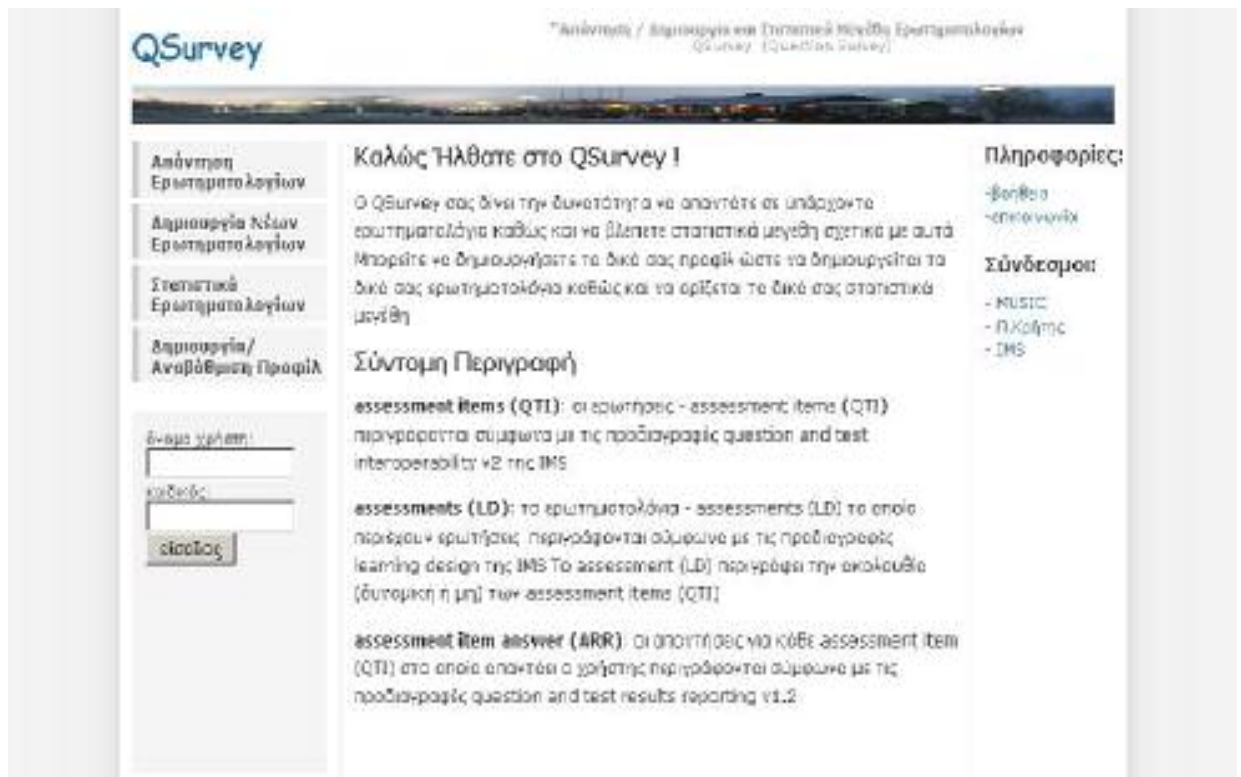 QSurvey
"Απάντηση / Δημιουργία και Στατιστικά Μεγέθη Ερωτηματολογίων
QSurvey (Question Survey)
Απάντηση
Ερωτηματολογίων
Δημιουργία Νέων
Ερωτηματολογίων
Στατιστικά
Ερωτηματολογίων
Δημιουργία/
Αναβάθμιση Προφίλ
όνομα χρήστη:
κωδικός:
είσοδος
Καλώς Ήλθατε στο QSurvey !
Ο QSurvey σας δίνει την δυνατότητα να απαντάτε σε υπάρχοντα
ερωτηματολόγια καθώς και να βλέπετε στατιστικά μεγέθη σχετικά με αυτά
Μπορείτε να δημιουργήσετε το δικό σας προφίλ ώστε να δημιουργείται τα
δικά σας ερωτηματολόγια καθώς και να ορίζεται τα δικά σας στατιστικά
μεγέθη
Σύντομη Περιγραφή
assessment items (QTI): οι ερωτήσεις - assessment items (QTI)
περιγράφονται σύμφωνα με τις προδιαγραφές question and test
interoperability v2 της IMS
assessments (LD): τα ερωτηματολόγια - assessments (LD) τα οποία
περιέχουν ερωτήσεις περιγράφονται σύμφωνα με τις προδιαγραφές
learning design της IMS Το assessment (LD) περιγράφει την ακολουθία
(δυναμική ή μη) των assessment items (QTI)
assessment item answer (ARR): οι απαντήσεις για κάθε assessment item
(QTI) στο οποίο απαντάει ο χρήστης περιγράφονται σύμφωνα με τις
προδιαγραφές question and test results reporting v1.2
Πληροφορίες:
-βοήθεια
-επικοινωνία
Σύνδεσμοι:
- MUSIC
- Π.Κρήτης
- IMS